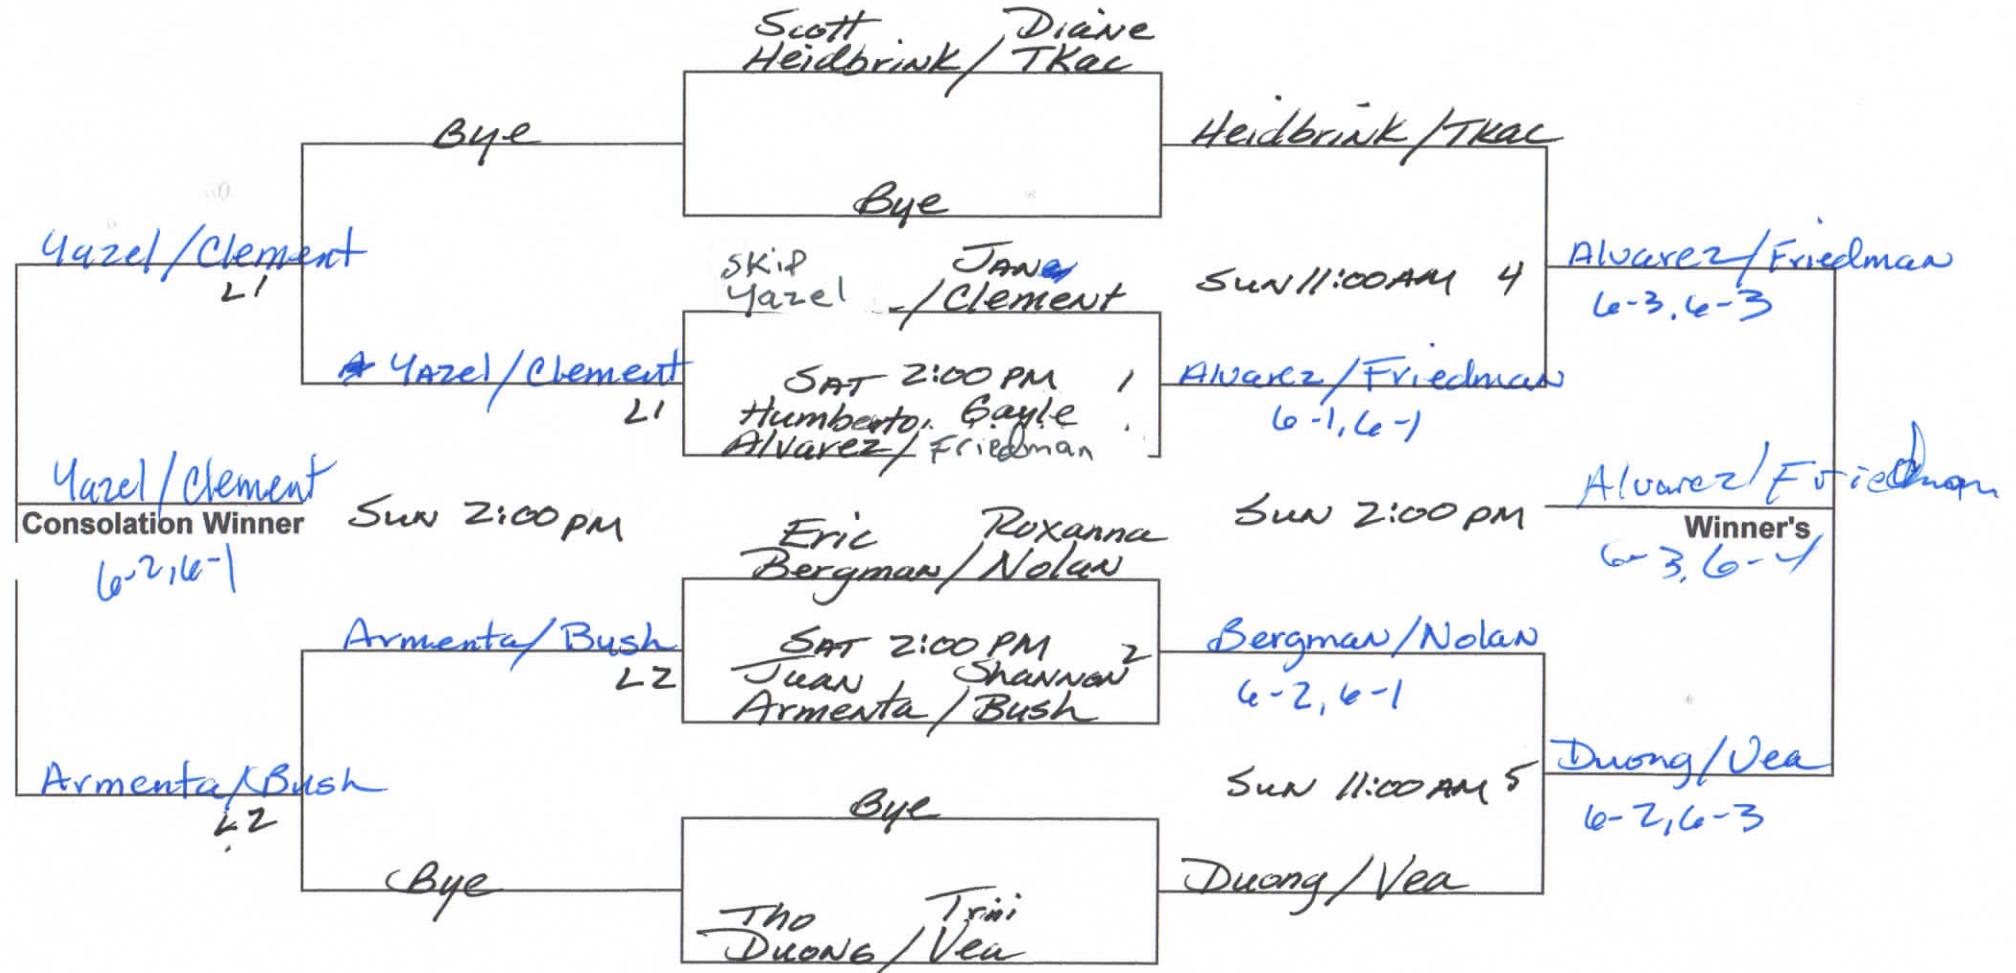 Scott Diane
Heidbrink / TKac
Bye
Heidbrink / TKac
Bye
Yazel / Clement
L1
Skip Jane
Yazel / Clement
Sun 11:00 AM 4
Alvarez / Friedman
6-3, 6-3
Yazel / Clement
L1
Sat 2:00 PM 1
Humberto Gayle
Alvarez / Friedman
Alvarez / Friedman
6-1, 6-1
Yazel / Clement
Consolation Winner
6-2, 6-1
Sun 2:00 PM
Sun 2:00 PM
Alvarez / Friedman
Winner's
6-3, 6-4
Eric Roxanna
Bergman / Nolan
Armenta / Bush
L2
Sat 2:00 PM 2
Juan Shannon
Armenta / Bush
Bergman / Nolan
6-2, 6-1
Armenta / Bush
L2
Sun 11:00 AM 5
Duong / Vea
6-2, 6-3
Bye
Bye
Duong / Vea
Tho Trini
Duong / Vea